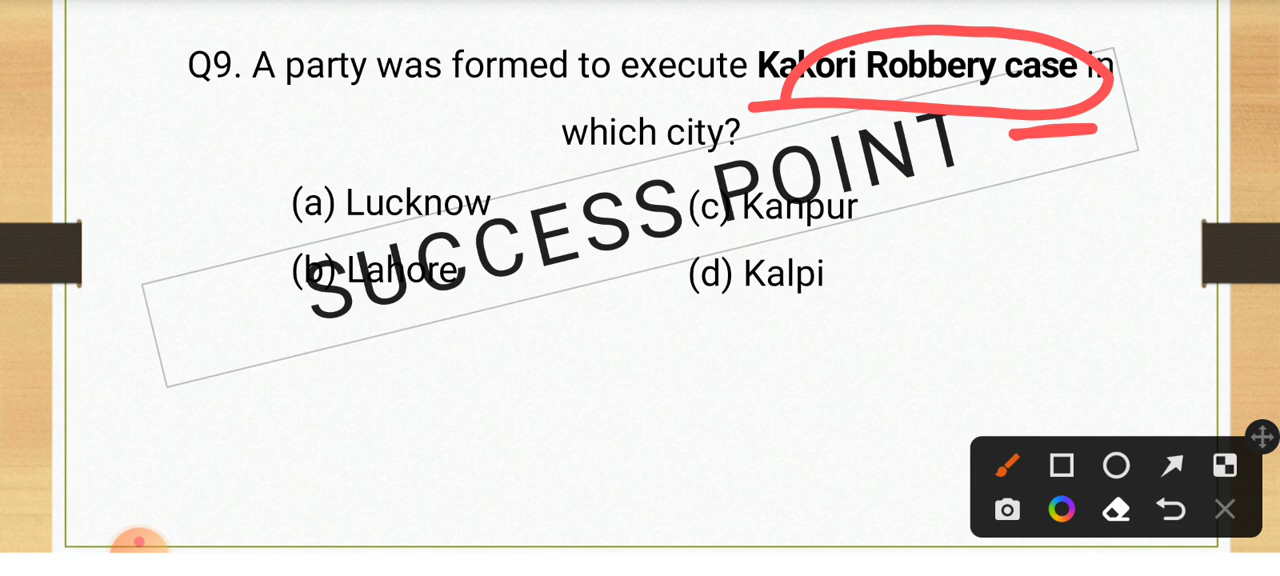 Q9. A party was formed to execute Kakori Robbery case in
which city?
(a) Lucknow
(b) Lahore
(c) Kanpur
(d) Kalpi
SUCCESS POINT